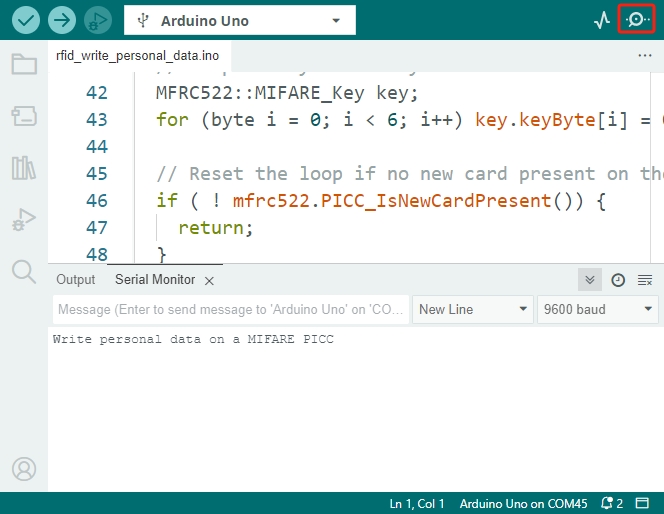 Arduino Uno
rfid_write_personal_data.ino
42 MFRC522::MIFARE_Key key;
43 for (byte i = 0; i < 6; i++) key.keyByte[i] =
44
45 // Reset the loop if no new card present on th
46 if ( ! mfrc522.PICC_IsNewCardPresent()) {
47 return;
48 }
Output Serial Monitor
Message (Enter to send message to 'Arduino Uno' on 'CO... New Line 9600 baud
Write personal data on a MIFARE PICC
Ln 1, Col 1 Arduino Uno on COM45 2